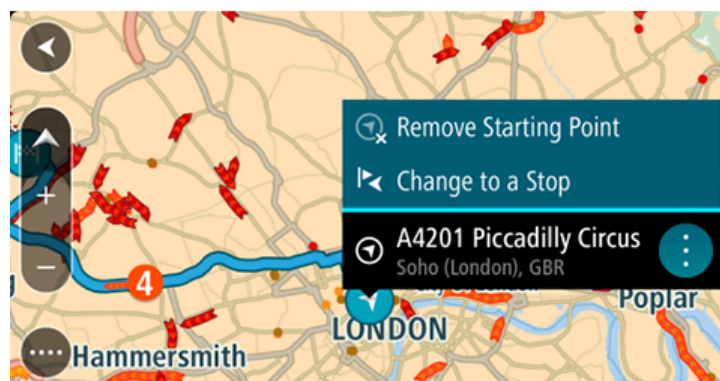 Remove Starting Point
Change to a Stop
A4201 Piccadilly Circus
Soho (London), GBR
4
Poplar
LONDON
Hammersmith